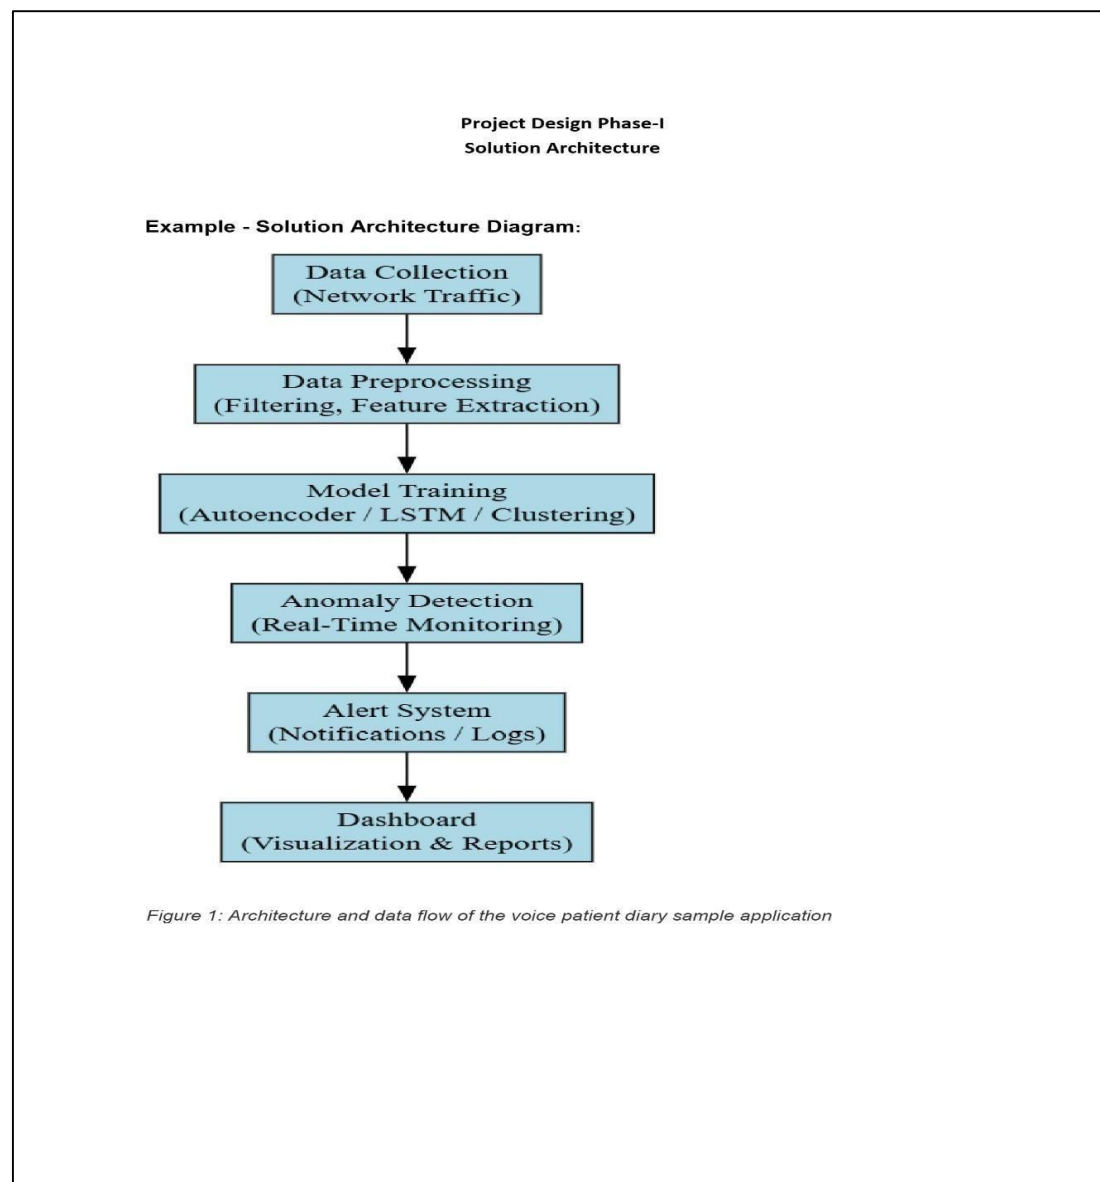 Project Design Phase-I
Solution Architecture
Example - Solution Architecture Diagram:
Data Collection
(Network Traffic)
Data Preprocessing
(Filtering, Feature Extraction)
Model Training
(Autoencoder / LSTM / Clustering)
Anomaly Detection
(Real-Time Monitoring)
Alert System
(Notifications / Logs)
Dashboard
(Visualization & Reports)
Figure 1: Architecture and data flow of the voice patient diary sample application